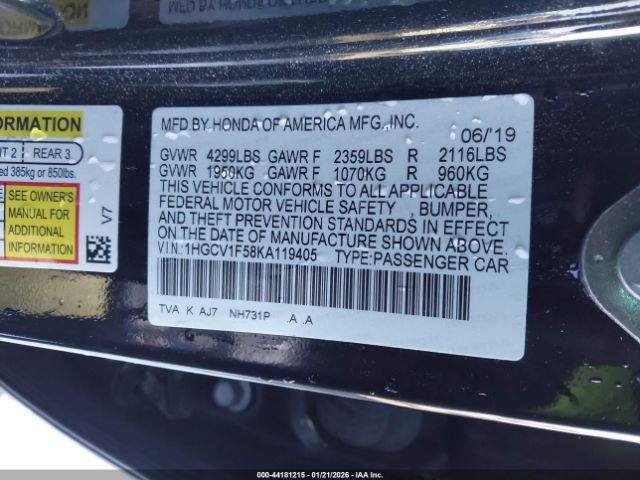 MFD BY HONDA OF AMERICA MFG., INC. 06/'19
GVWR 4299LBS GAWR F 2359LBS R 2116LBS
GVWR 1950KG GAWR F 1070KG R 960KG
THIS VEHICLE CONFORMS TO ALL APPLICABLE
FEDERAL MOTOR VEHICLE SAFETY , BUMPER,
AND THEFT PREVENTION STANDARDS IN EFFECT
ON THE DATE OF MANUFACTURE SHOWN ABOVE.
V.I.N.:1HGCV1F58KA119405 TYPE:PASSENGER CAR
TVA K AJ7 NH731P .A .A
ORMATION
NT 2 REAR 3
ed 385kg or 850lbs.
SEE OWNER'S
MANUAL FOR
ADDITIONAL
INFORMATION
V7
000-44181215 - 01/21/2026 - IAA Inc.